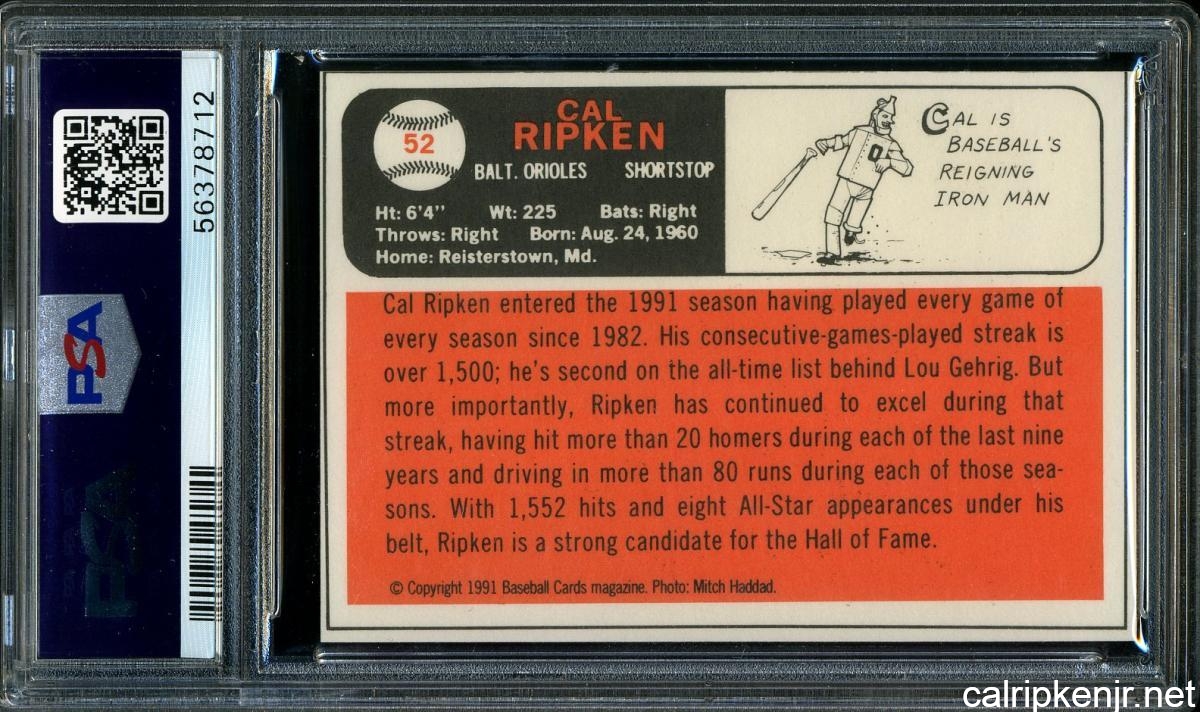 56378712
PSA
52
CAL
RIPKEN
BALT. ORIOLES SHORTSTOP
Ht: 6'4" Wt: 225 Bats: Right
Throws: Right Born: Aug. 24, 1960
Home: Reisterstown, Md.
O
CAL IS
BASEBALL'S
REIGNING
IRON MAN
Cal Ripken entered the 1991 season having played every game of
every season since 1982. His consecutive-games-played streak is
over 1,500; he's second on the all-time list behind Lou Gehrig. But
more importantly, Ripken has continued to excel during that
streak, having hit more than 20 homers during each of the last nine
years and driving in more than 80 runs during each of those sea-
sons. With 1,552 hits and eight All-Star appearances under his
belt, Ripken is a strong candidate for the Hall of Fame.
© Copyright 1991 Baseball Cards magazine. Photo: Mitch Haddad.
PSA
calripkenjr.net